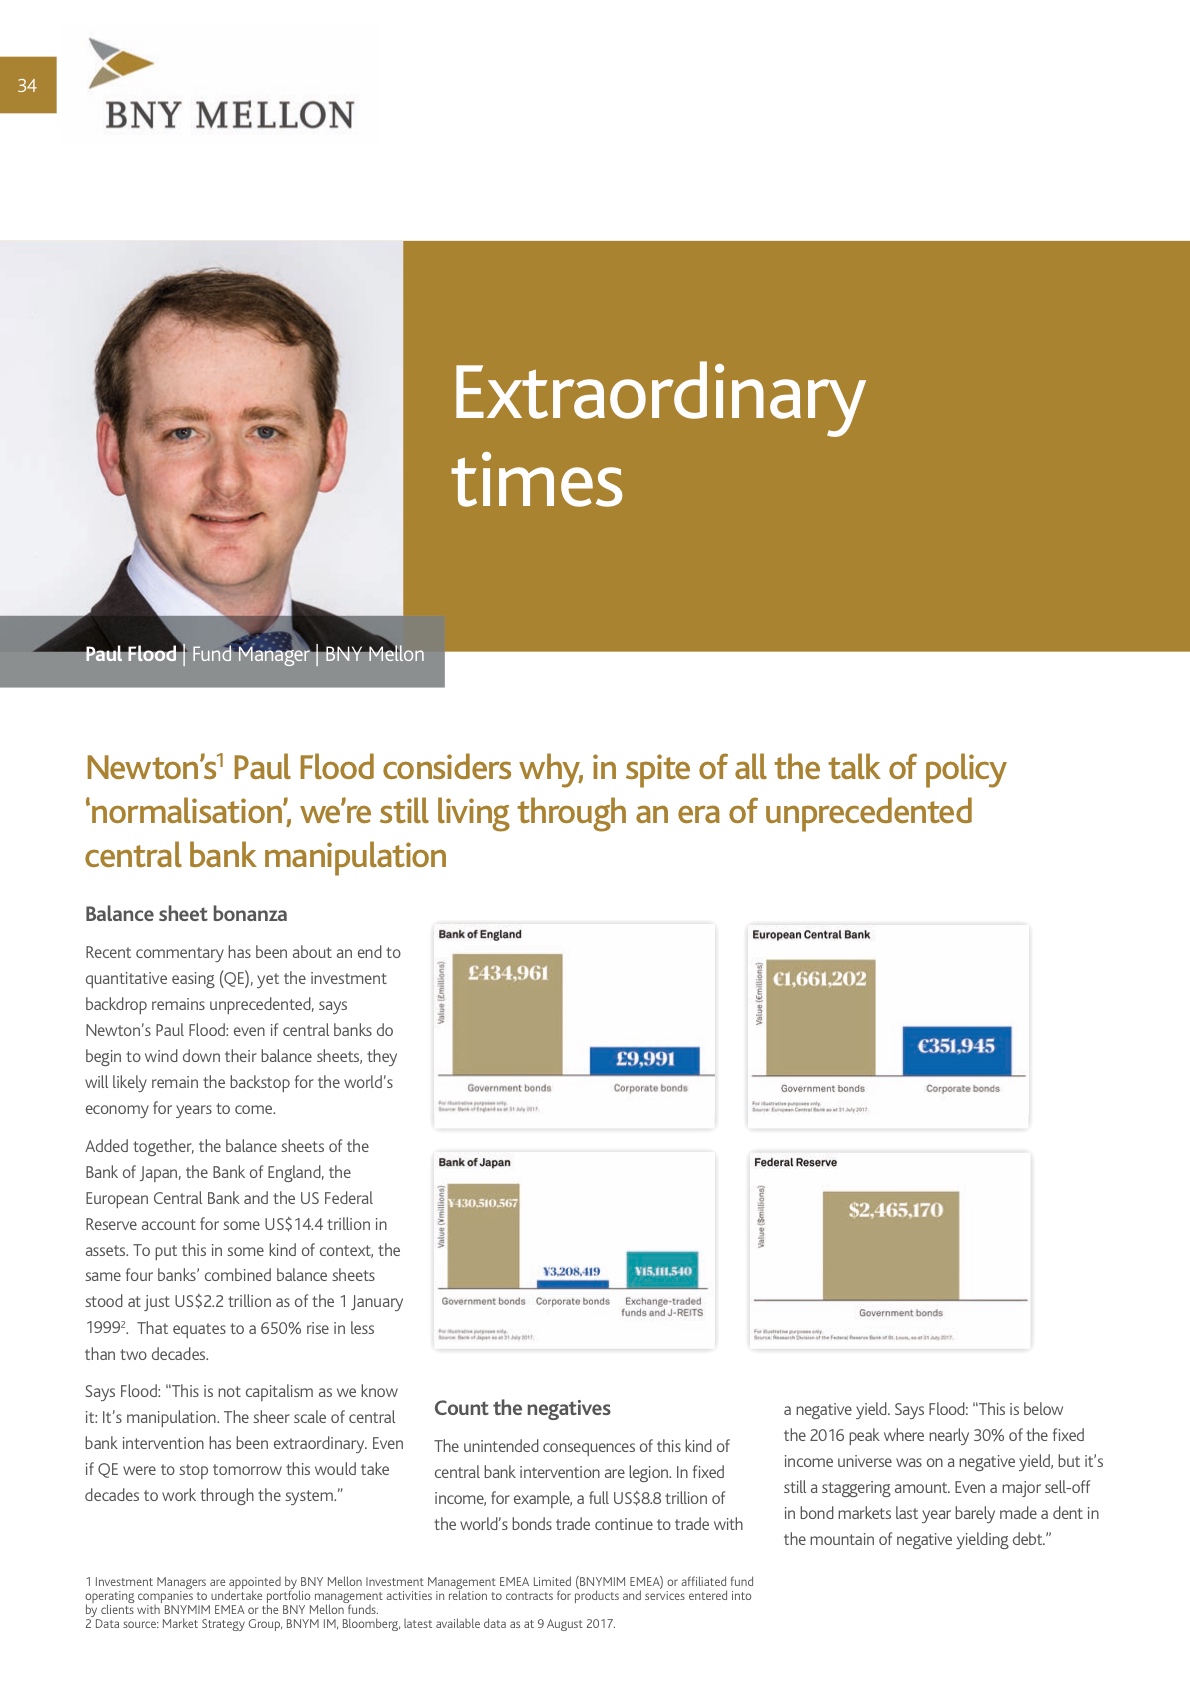 34
BNY MELLON
Extraordinary
times
Paul Flood | Fund Manager | BNY Mellon
Newton’s1 Paul Flood considers why, in spite of all the talk of policy
‘normalisation’, we’re still living through an era of unprecedented
central bank manipulation
Balance sheet bonanza
Recent commentary has been about an end to
quantitative easing (QE), yet the investment
backdrop remains unprecedented, says
Newton’s Paul Flood: even if central banks do
begin to wind down their balance sheets, they
will likely remain the backstop for the world’s
economy for years to come.
Added together, the balance sheets of the
Bank of Japan, the Bank of England, the
European Central Bank and the US Federal
Reserve account for some US$14.4 trillion in
assets. To put this in some kind of context, the
same four banks’ combined balance sheets
stood at just US$2.2 trillion as of the 1 January
1999². That equates to a 650% rise in less
than two decades.
Says Flood: “This is not capitalism as we know
it: It’s manipulation. The sheer scale of central
bank intervention has been extraordinary. Even
if QE were to stop tomorrow this would take
decades to work through the system.”
Bank of England
Value (£millions)
£434,961
£9,991
Government bonds
Corporate bonds
For illustrative purposes only.
Source: Bank of England as at 31 July 2017.
European Central Bank
Value (€millions)
€1,661,202
€351,945
Government bonds
Corporate bonds
For illustrative purposes only.
Source: European Central Bank as at 31 July 2017.
Bank of Japan
Value (¥millions)
¥430,510,567
¥3,208,419
¥15,111,540
Government bonds
Corporate bonds
Exchange-traded
funds and J-REITS
For illustrative purposes only.
Source: Bank of Japan as at 31 July 2017.
Federal Reserve
Value ($millions)
$2,465,170
Government bonds
For illustrative purposes only.
Source: Research Division of the Federal Reserve Bank of St. Louis, as at 31 July 2017.
Count the negatives
The unintended consequences of this kind of
central bank intervention are legion. In fixed
income, for example, a full US$8.8 trillion of
the world’s bonds trade continue to trade with
a negative yield. Says Flood: “This is below
the 2016 peak where nearly 30% of the fixed
income universe was on a negative yield, but it’s
still a staggering amount. Even a major sell-off
in bond markets last year barely made a dent in
the mountain of negative yielding debt.”
1 Investment Managers are appointed by BNY Mellon Investment Management EMEA Limited (BNYMIM EMEA) or affiliated fund
operating companies to undertake portfolio management activities in relation to contracts for products and services entered into
by clients with BNYMIM EMEA or the BNY Mellon funds.
2 Data source: Market Strategy Group, BNYM IM, Bloomberg, latest available data as at 9 August 2017.